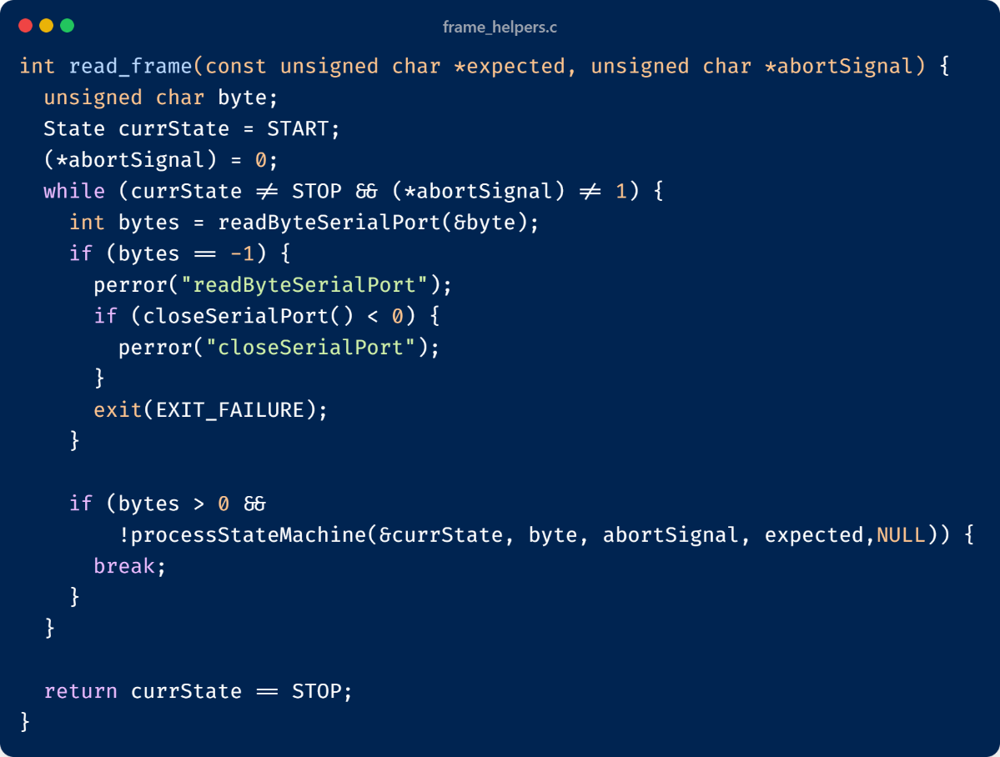 frame_helpers.c
int read_frame(const unsigned char *expected, unsigned char *abortSignal) {
  unsigned char byte;
  State currState = START;
  (*abortSignal) = 0;
  while (currState != STOP && (*abortSignal) != 1) {
    int bytes = readByteSerialPort(&byte);
    if (bytes == -1) {
      perror("readByteSerialPort");
      if (closeSerialPort() < 0) {
        perror("closeSerialPort");
      }
      exit(EXIT_FAILURE);
    }

    if (bytes > 0 &&
        !processStateMachine(&currState, byte, abortSignal, expected,NULL)) {
      break;
    }
  }

  return currState == STOP;
}